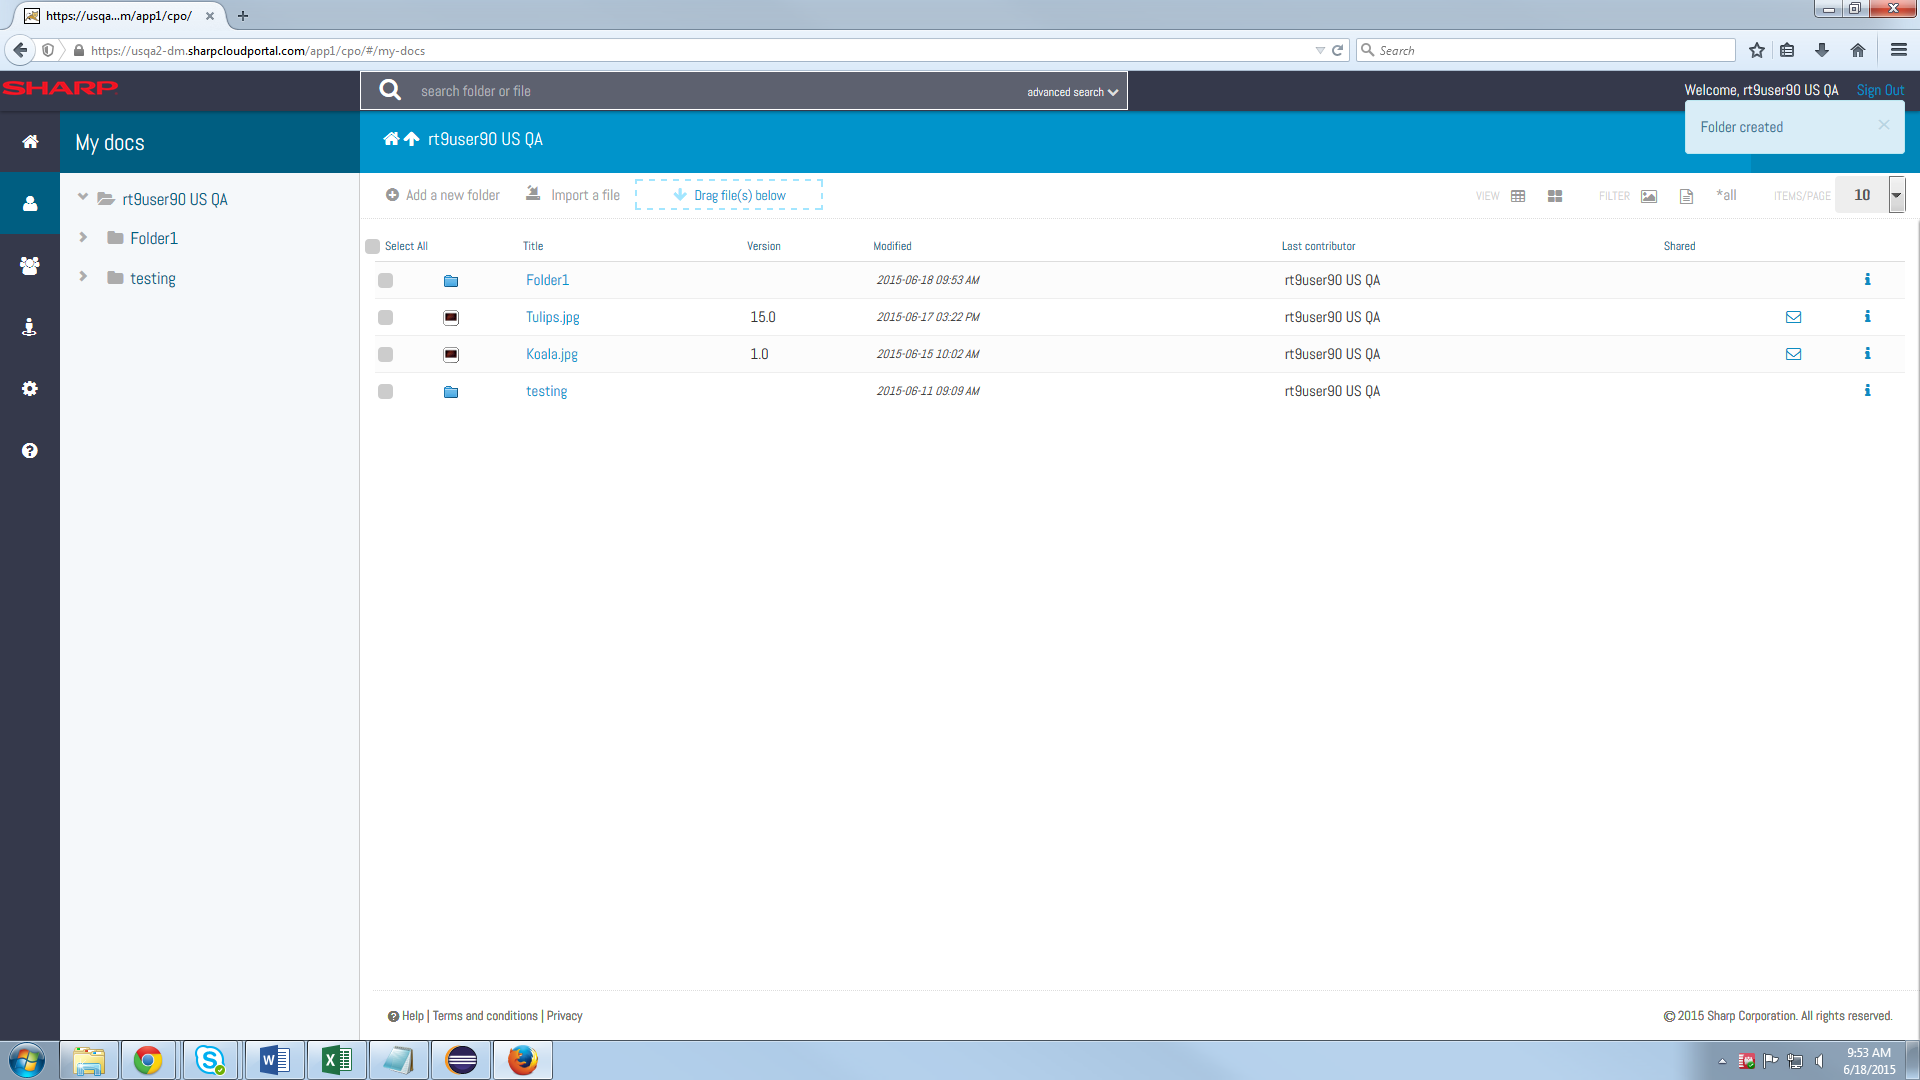 https://usqa...m/app1/cpo/
https://usqa2-dm.sharpcloudportal.com/app1/cpo/#/my-docs
Search
SHARP
search folder or file
advanced search
Welcome, rt9user90 US QA
Sign Out
Folder created
My docs
rt9user90 US QA
rt9user90 US QA
Folder1
testing
Add a new folder
Import a file
Drag file(s) below
VIEW
FILTER
*all
ITEMS/PAGE
10
Select All Title Version Modified Last contributor Shared
Folder1 2015-06-18 09:53 AM rt9user90 US QA
Tulips.jpg 15.0 2015-06-17 03:22 PM rt9user90 US QA
Koala.jpg 1.0 2015-06-15 10:02 AM rt9user90 US QA
testing 2015-06-11 09:09 AM rt9user90 US QA
Help | Terms and conditions | Privacy
© 2015 Sharp Corporation. All rights reserved.
9:53 AM
6/18/2015